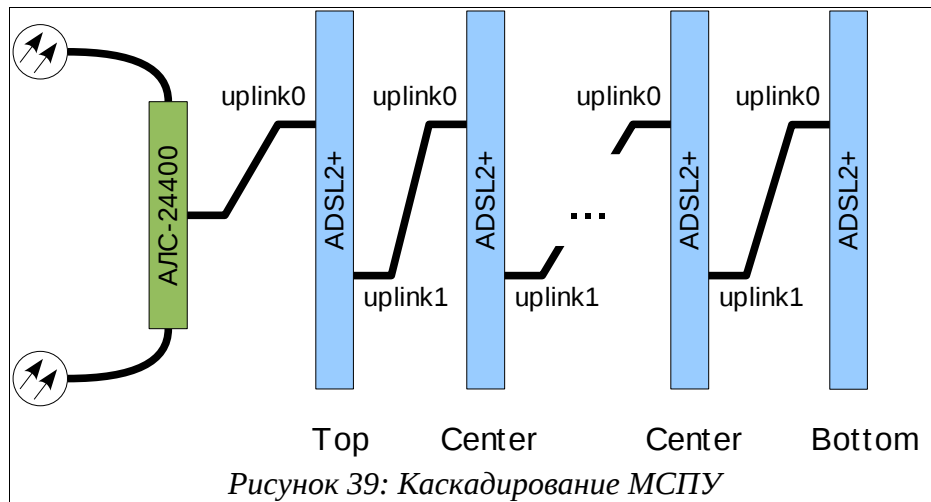 uplink0 uplink0 uplink0 uplink0
АЛС-24400
ADSL2+ ADSL2+ ADSL2+ ADSL2+
...
uplink1 uplink1 uplink1
Top Center Center Bottom
Рисунок 39: Каскадирование МСПУ